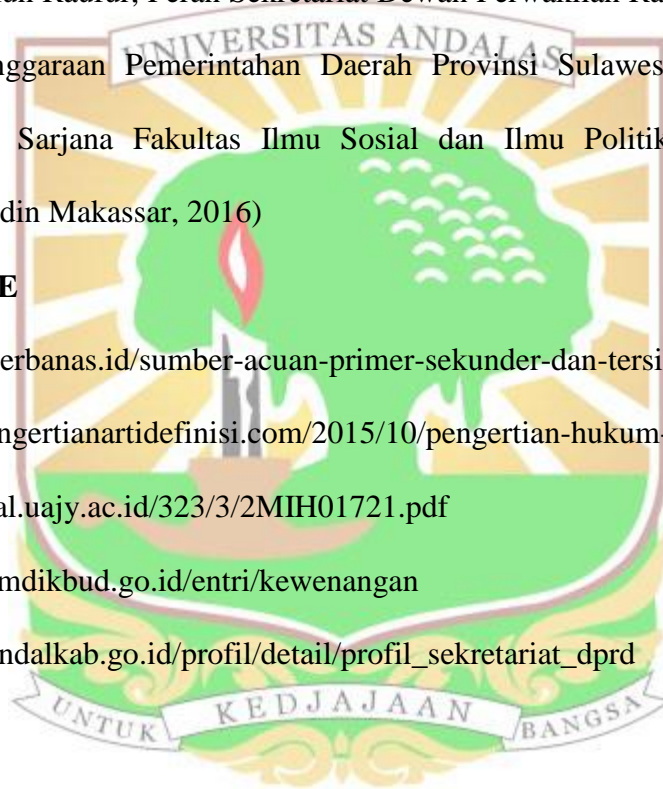 UNIVERSITAS ANDALAS
nggaraan Pemerintahan Daerah Provinsi Sulawes
Sarjana Fakultas Ilmu Sosial dan Ilmu Politik
din Makassar, 2016)
E
erbanas.id/sumber-acuan-primer-sekunder-dan-tersi
ngertianartidefinisi.com/2015/10/pengertian-hukum-
al.uajy.ac.id/323/3/2MIH01721.pdf
mdikbud.go.id/entri/kewenangan
ndalkab.go.id/profil/detail/profil_sekretariat_dprd
UNTUK KEDJAJAAN BANGSA